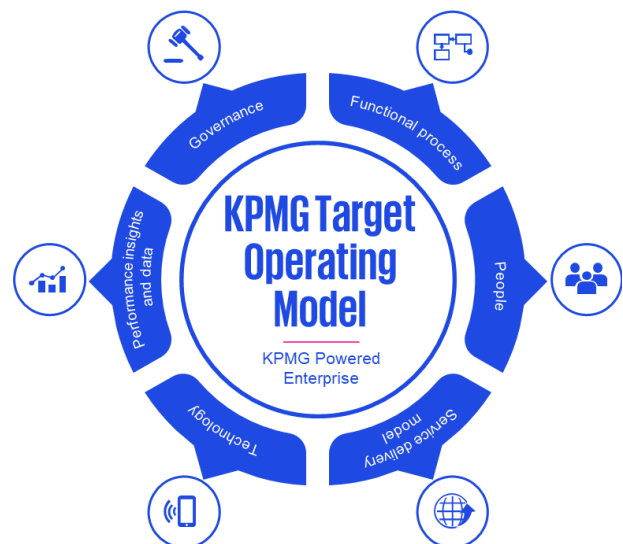 KPMG Target
Operating
Model
KPMG Powered
Enterprise
Functional process
People
Service delivery
model
Technology
Performance insights
and data
Governance